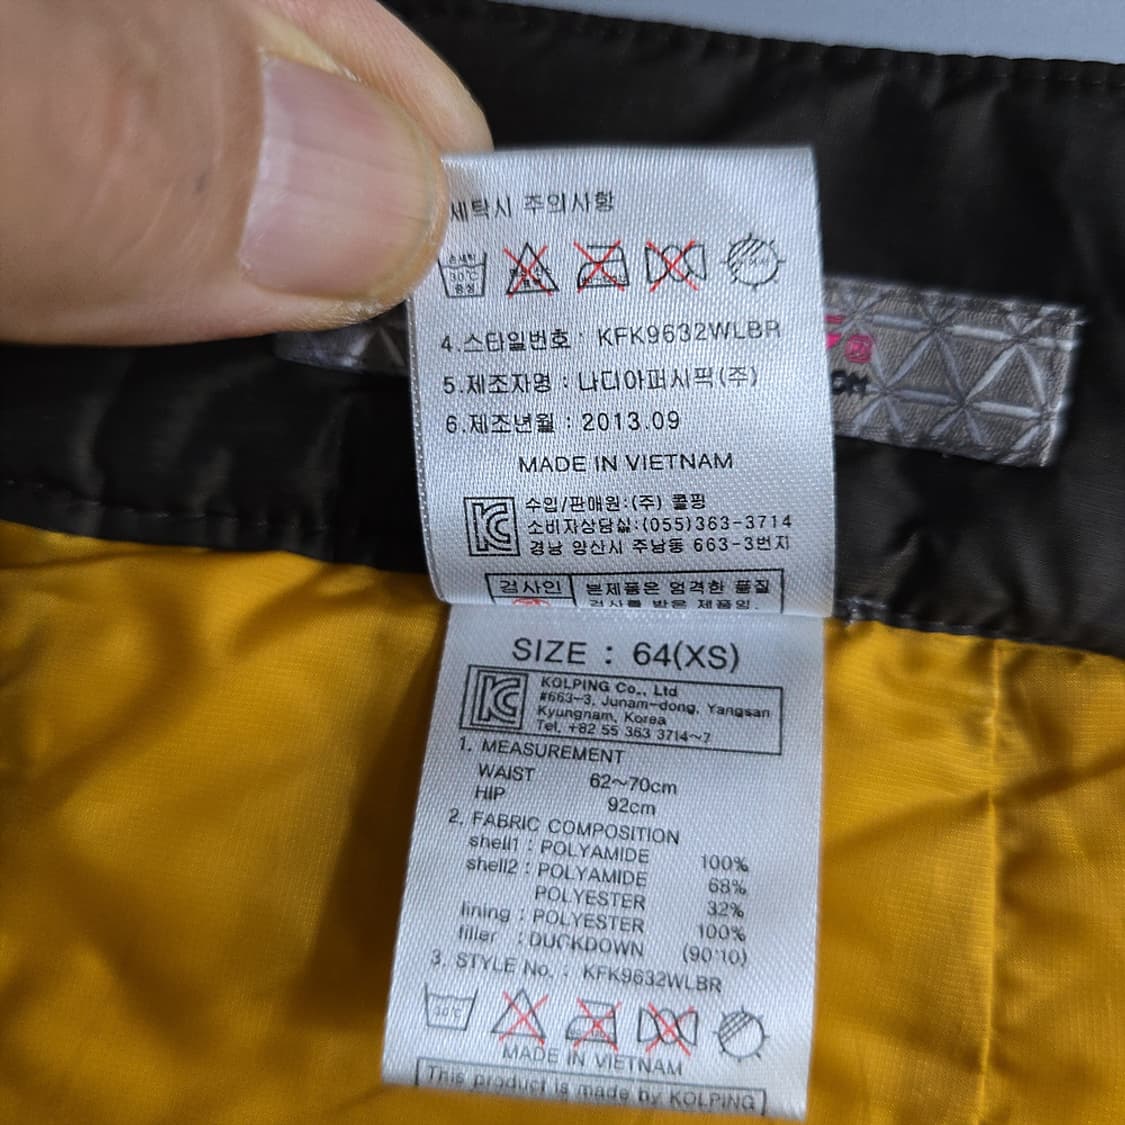 세탁시 주의사항
손세탁
30℃
중성
4.스타일번호 : KFK9632WLBR
5.제조자명 : 나디아퍼시픽(주)
6.제조년월 : 2013.09
MADE IN VIETNAM
수입/판매원:(주) 콜핑
소비자상담실:(055)363-3714
경남 양산시 주남동 663-3번지
검사인
본제품은 엄격한 품질
검사를 받은 제품임.
SIZE : 64(XS)
KOLPING Co., Ltd
#663-3, Junam-dong, Yangsan
Kyungnam, Korea
Tel. +82 55 363 3714~7
1. MEASUREMENT
WAIST 62~70cm
HIP 92cm
2. FABRIC COMPOSITION
shell1 : POLYAMIDE 100%
shell2 : POLYAMIDE 68%
POLYESTER 32%
lining : POLYESTER 100%
filler : DUCKDOWN (90:10)
3. STYLE No. : KFK9632WLBR
30℃
MADE IN VIETNAM
This product is made by KOLPING